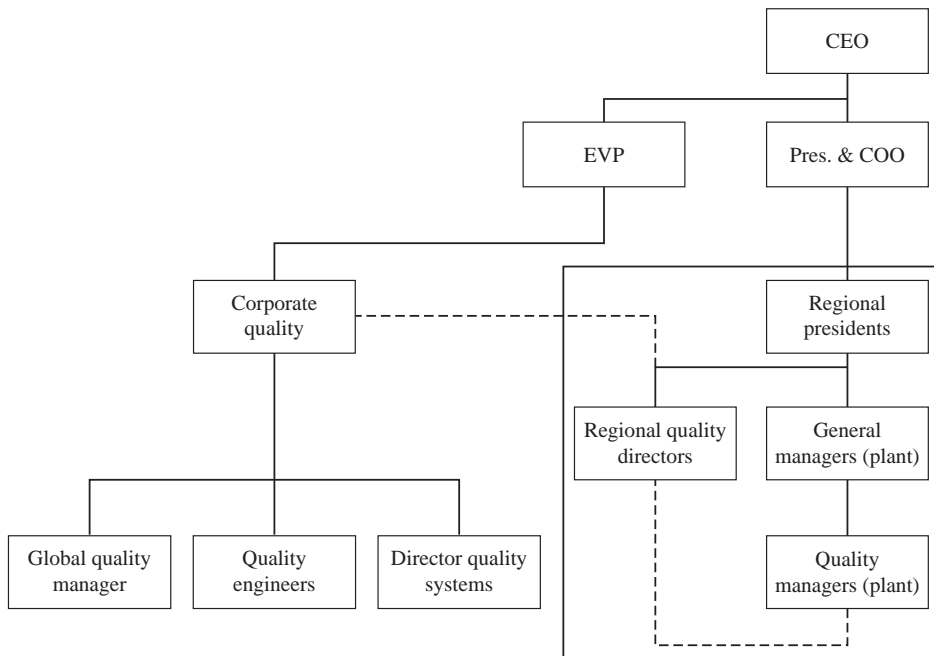 CEO
EVP
Pres. & COO
Corporate
quality
Regional
presidents
Regional quality
directors
General
managers (plant)
Global quality
manager
Quality
engineers
Director quality
systems
Quality
managers (plant)